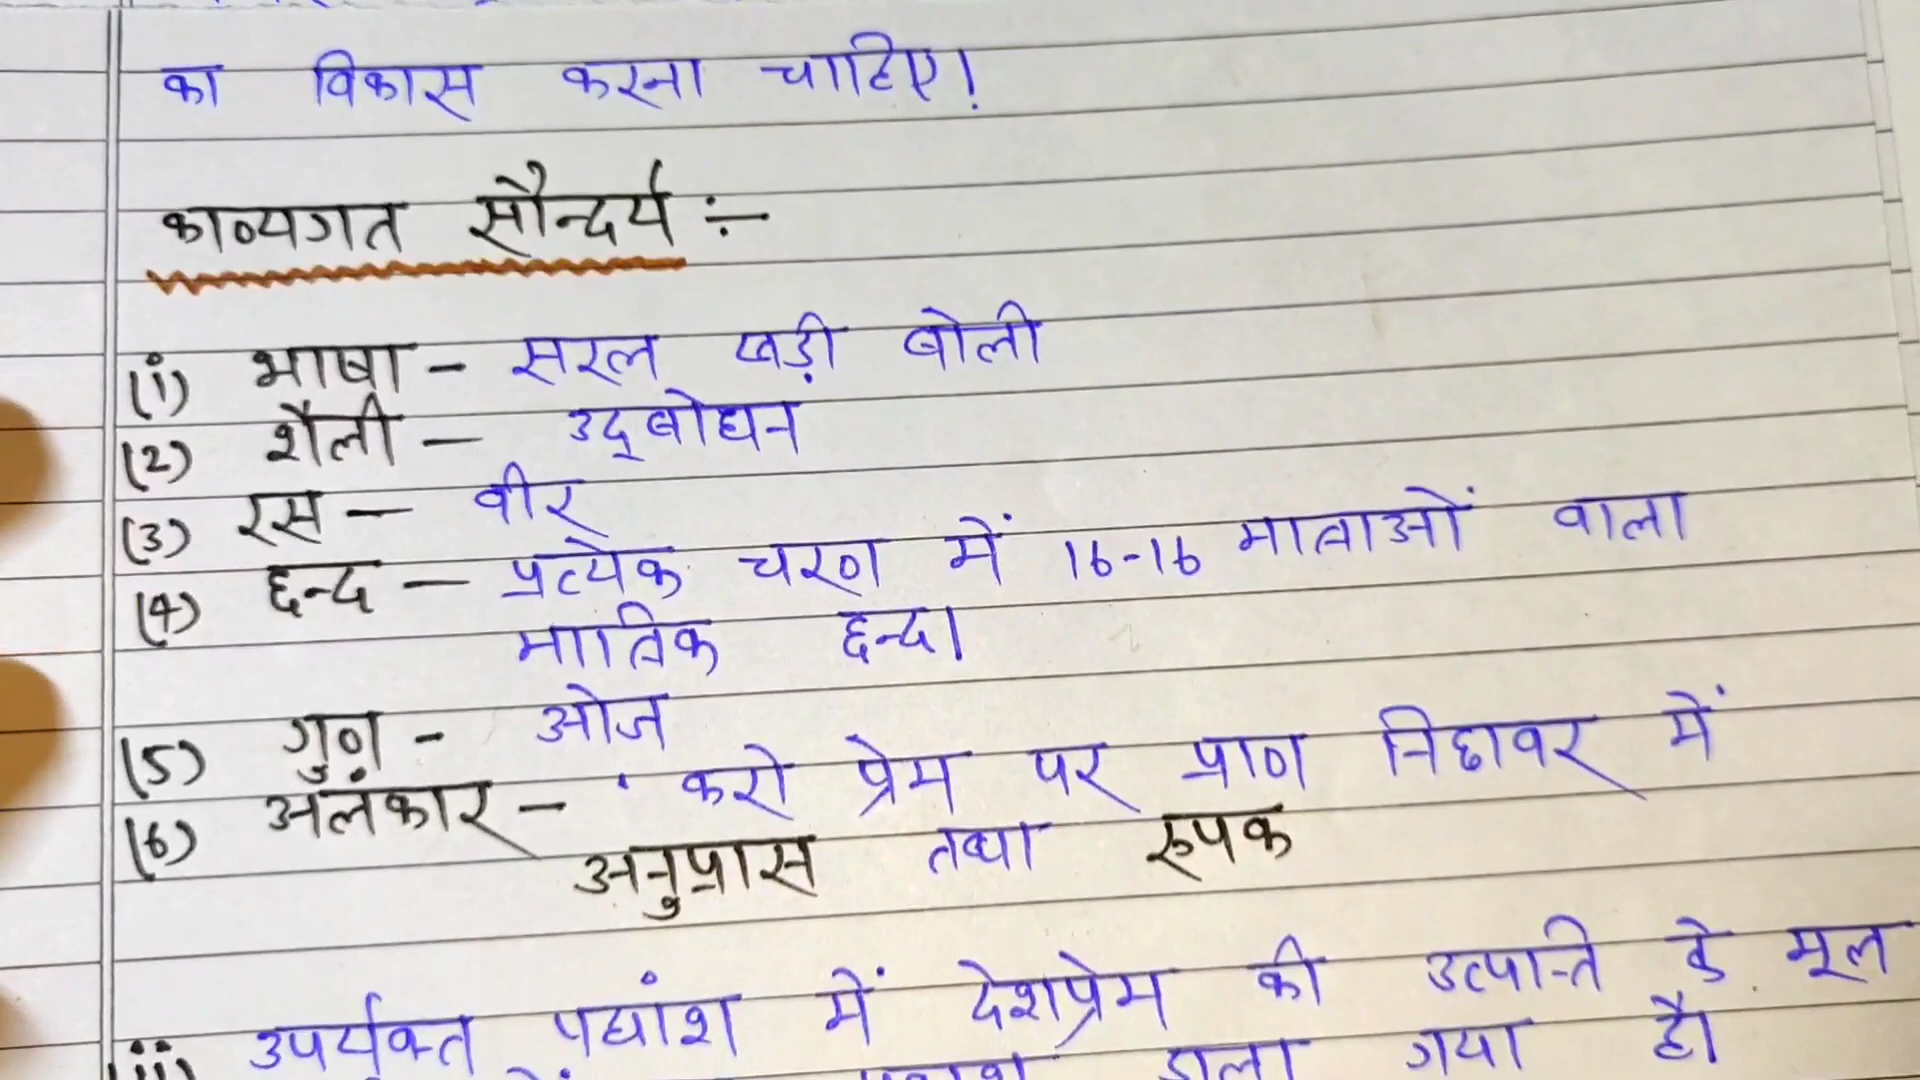 का विकास करना चाहिए।
काव्यगत सौन्दर्य :-
(i) भाषा - सरल खड़ी बोली
(2) शैली - उद्‌बोधन
(3) रस - वीर
(4) छन्द - प्रत्येक चरण में 16-16 मात्राओं वाला
मात्रिक छन्द।
(5) गुण - ओज
(6) अलंकार - ' करो प्रेम पर प्राण निछावर में
अनुप्रास तथा रूपक
iii उपर्युक्त पद्यांश में देशप्रेम की उत्पत्ति के मूल
डाला गया है।